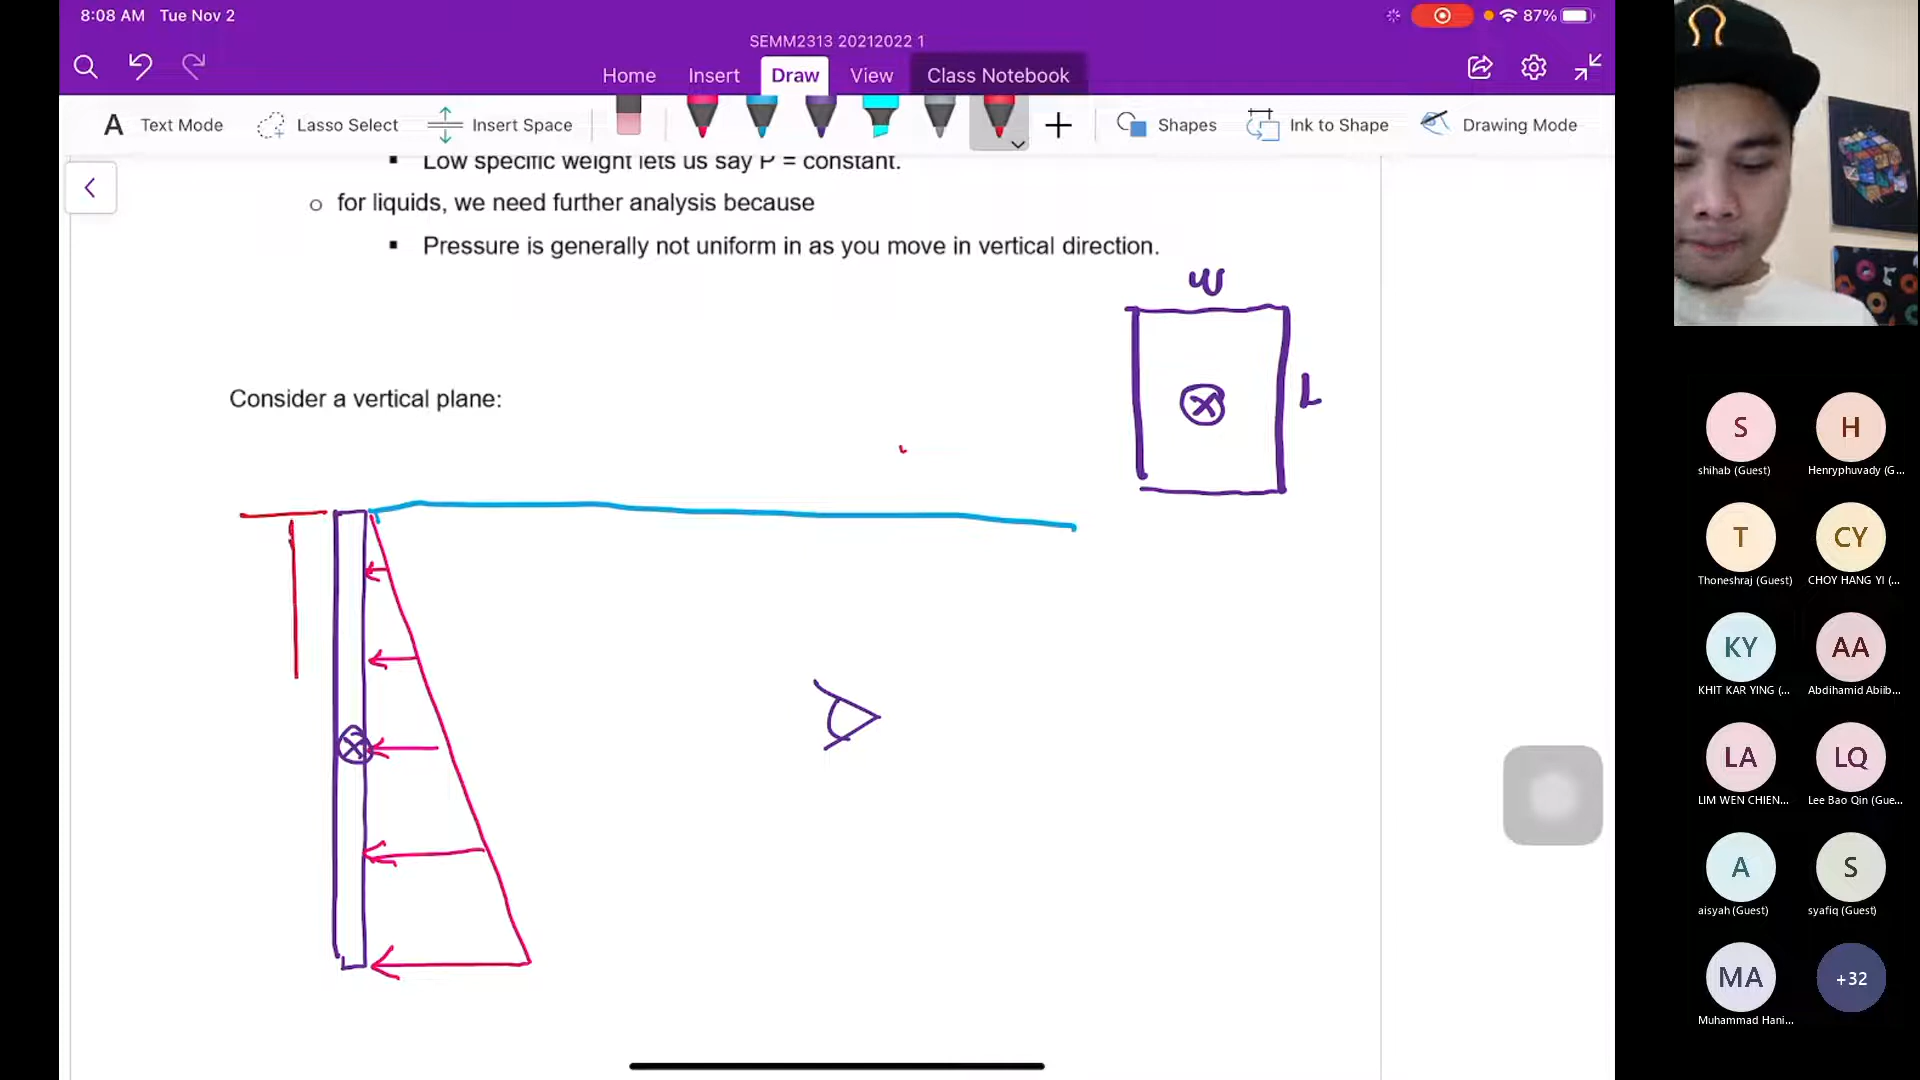 8:08 AM Tue Nov 2
87%
SEMM2313 20212022 1
Home Insert Draw View Class Notebook
A Text Mode Lasso Select Insert Space Shapes Ink to Shape Drawing Mode
▪ Low specific weight lets us say P = constant.
o for liquids, we need further analysis because
▪ Pressure is generally not uniform in as you move in vertical direction.
W
L
Consider a vertical plane:
S H
shihab (Guest) Henryphuvady (G...
T CY
Thoneshraj (Guest) CHOY HANG YI (...
KY AA
KHIT KAR YING (... Abdihamid Abiib...
LA LQ
LIM WEN CHIEN... Lee Bao Qin (Gue...
A S
aisyah (Guest) syafiq (Guest)
MA +32
Muhammad Hani...